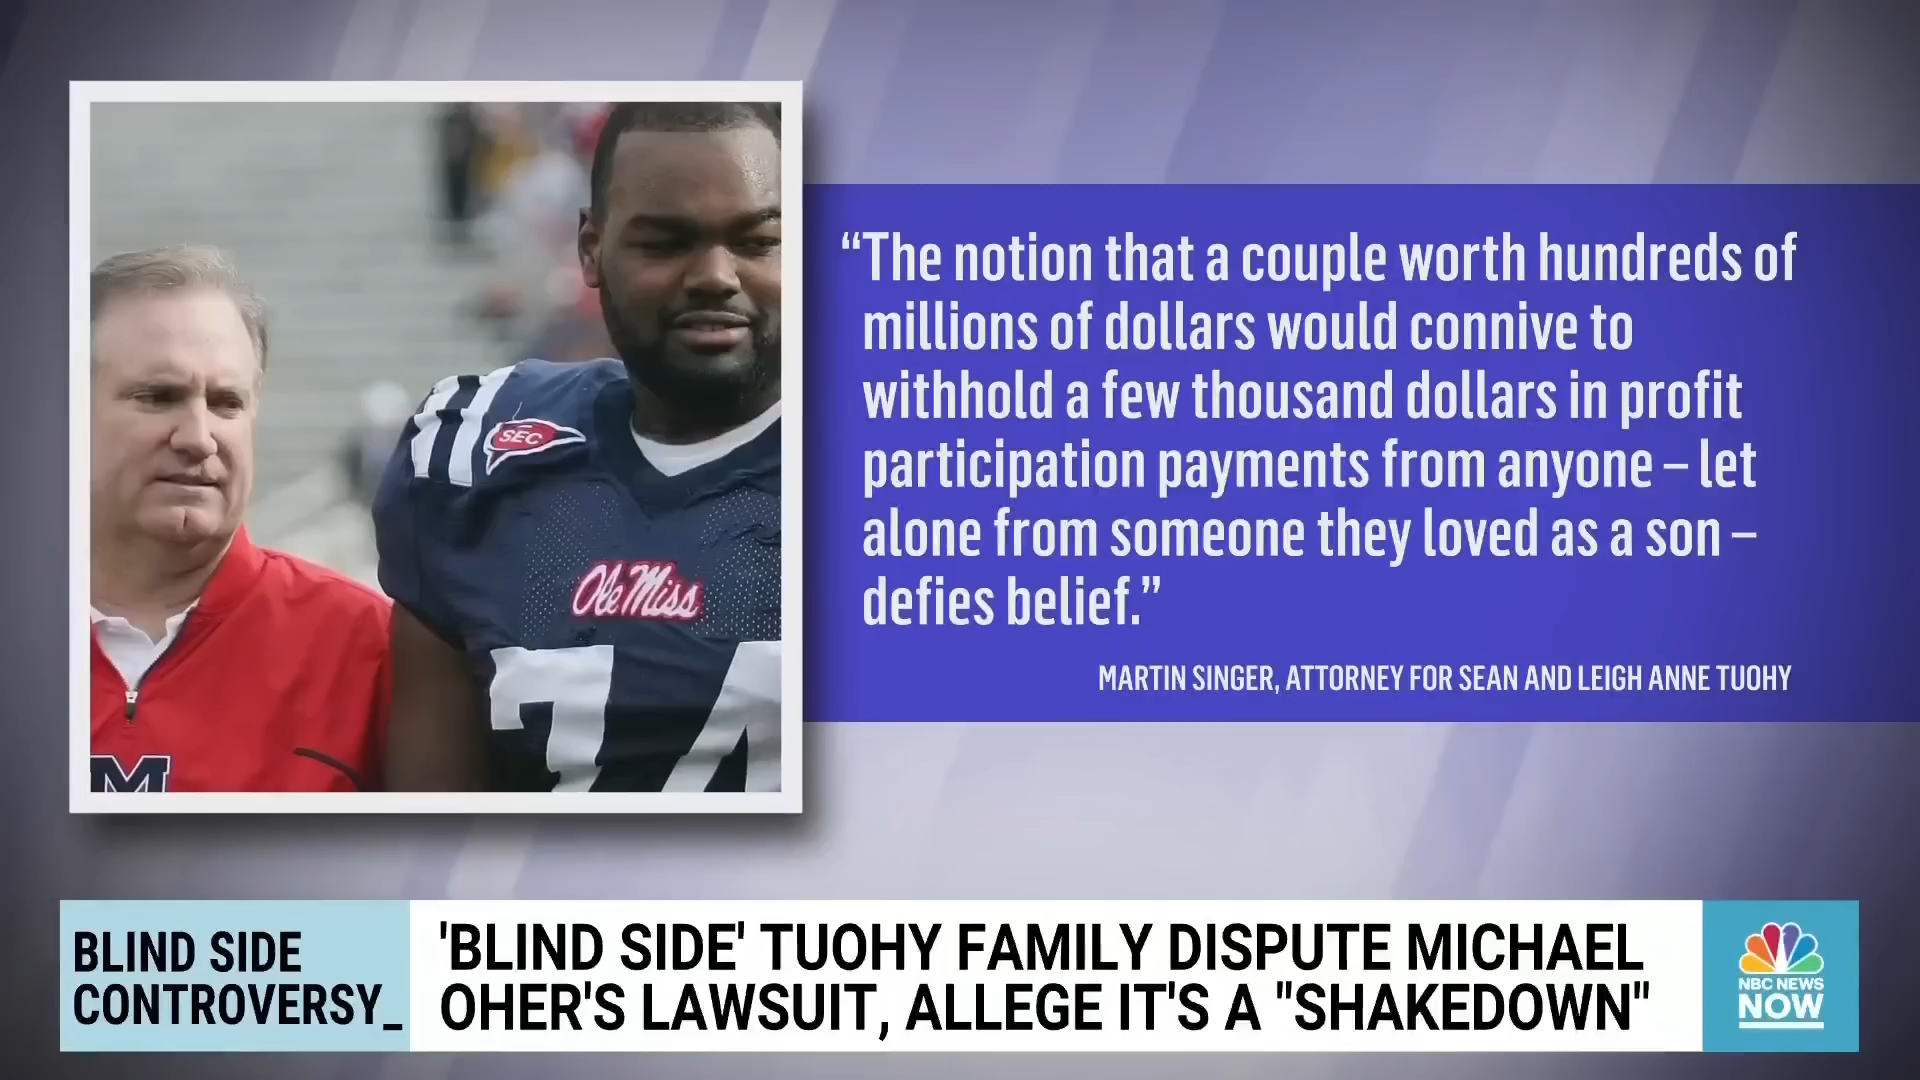 “The notion that a couple worth hundreds of
millions of dollars would connive to
withhold a few thousand dollars in profit
participation payments from anyone – let
alone from someone they loved as a son –
defies belief.”
MARTIN SINGER, ATTORNEY FOR SEAN AND LEIGH ANNE TUOHY
SEC
Ole Miss
74
M
BLIND SIDE
CONTROVERSY_
'BLIND SIDE' TUOHY FAMILY DISPUTE MICHAEL
OHER'S LAWSUIT, ALLEGE IT'S A "SHAKEDOWN"
NBC NEWS
NOW